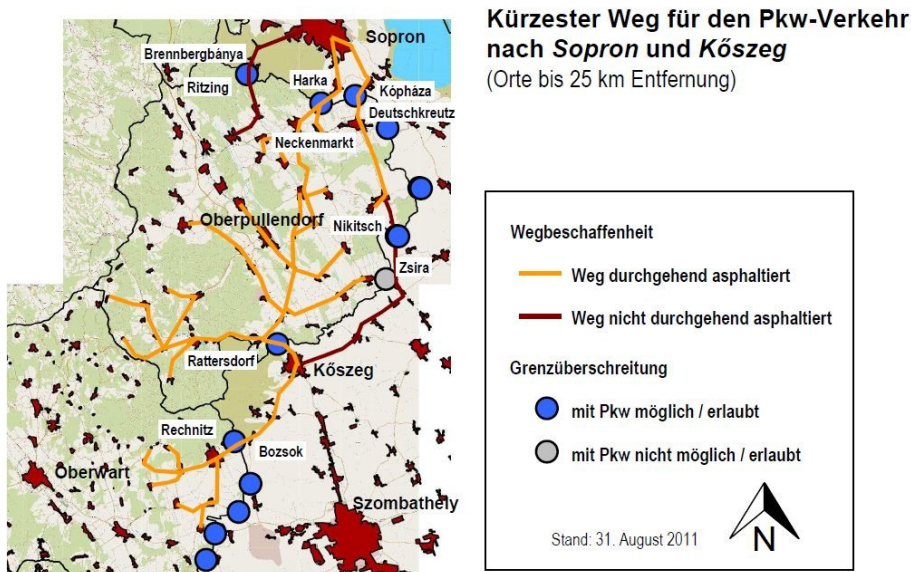 Kürzester Weg für den Pkw-Verkehr
nach Sopron und Kőszeg
(Orte bis 25 km Entfernung)
Sopron
Brennbergbánya
Ritzing
Harka
Kópháza
Deutschkreutz
Neckenmarkt
Oberpullendorf
Nikitsch
Zsira
Rattersdorf
Kőszeg
Rechnitz
Bozsok
Oberwart
Szombathely
Wegbeschaffenheit
Weg durchgehend asphaltiert
Weg nicht durchgehend asphaltiert
Grenzüberschreitung
mit Pkw möglich / erlaubt
mit Pkw nicht möglich / erlaubt
Stand: 31. August 2011
N